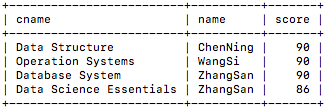 +-------------------------+----------+-------+
| cname                   | name     | score |
+-------------------------+----------+-------+
| Data Structure          | ChenNing |    90 |
| Operation Systems       | WangSi   |    90 |
| Database System         | ZhangSan |    90 |
| Data Science Essentials | ZhangSan |    86 |
+-------------------------+----------+-------+